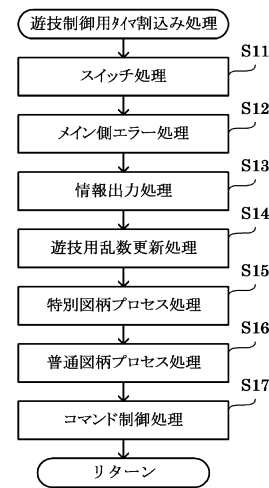 遊技制御用ﾀｲﾏ割込み処理
S11
スイッチ処理
S12
メイン側エラー処理
S13
情報出力処理
S14
遊技用乱数更新処理
S15
特別図柄プロセス処理
S16
普通図柄プロセス処理
S17
コマンド制御処理
リターン